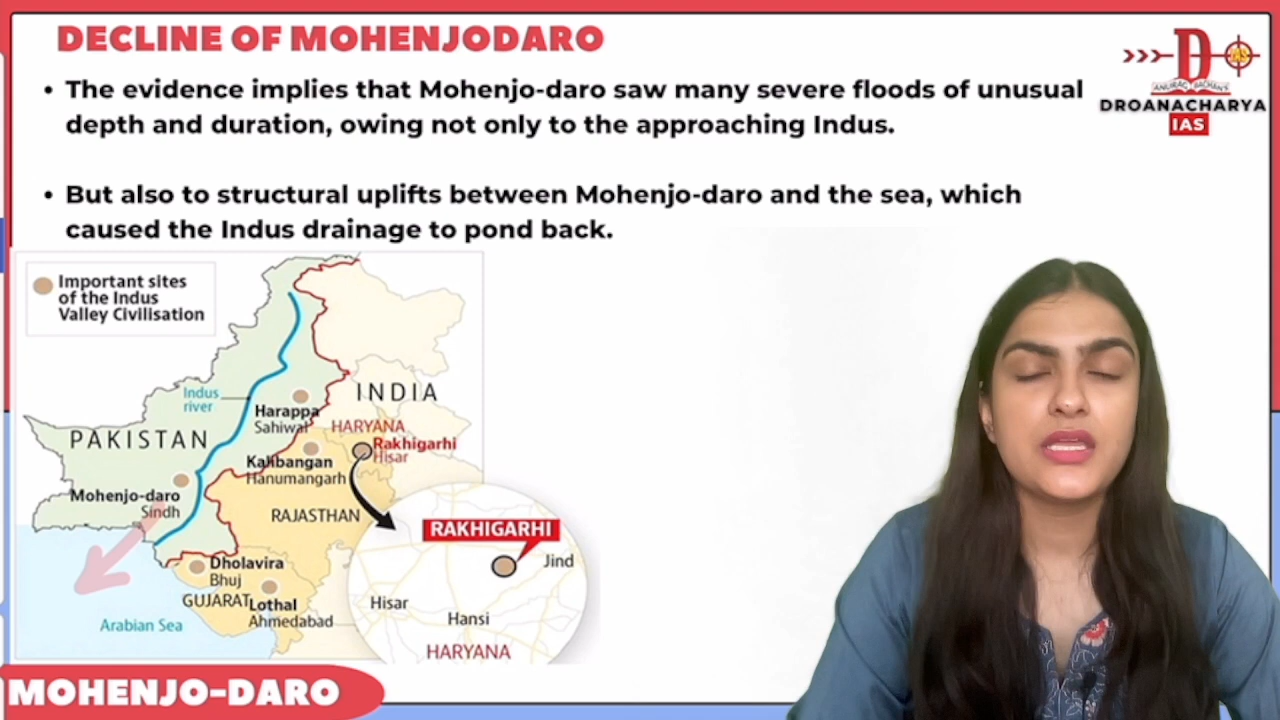 DECLINE OF MOHENJODARO
• The evidence implies that Mohenjo-daro saw many severe floods of unusual
depth and duration, owing not only to the approaching Indus.
• But also to structural uplifts between Mohenjo-daro and the sea, which
caused the Indus drainage to pond back.
D
MS
ANURAG BACHAN'S
DROANACHARYA
IAS
Important sites
of the Indus
Valley Civilisation
Indus
river
INDIA
PAKISTAN
Harappa
Sahiwal
HARYANA
Rakhigarhi
Hisar
Kalibangan
Hanumangarh
Mohenjo-daro
Sindh
RAJASTHAN
RAKHIGARHI
Jind
Dholavira
Bhuj
GUJARAT
Lothal
Ahmedabad
Hisar
Hansi
Arabian Sea
HARYANA
MOHENJO-DARO